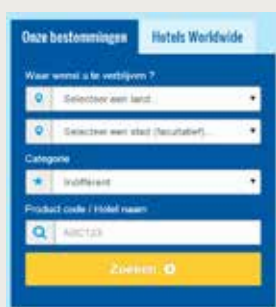 Onze bestemmingen
Hotels Worldwide
Waar wenst u te verblijven ?
Selecteer een land...
Selecteer een stad (facultatief)...
Categorie
Indifferent
Product code / Hotel naam
ABC123
Zoeken